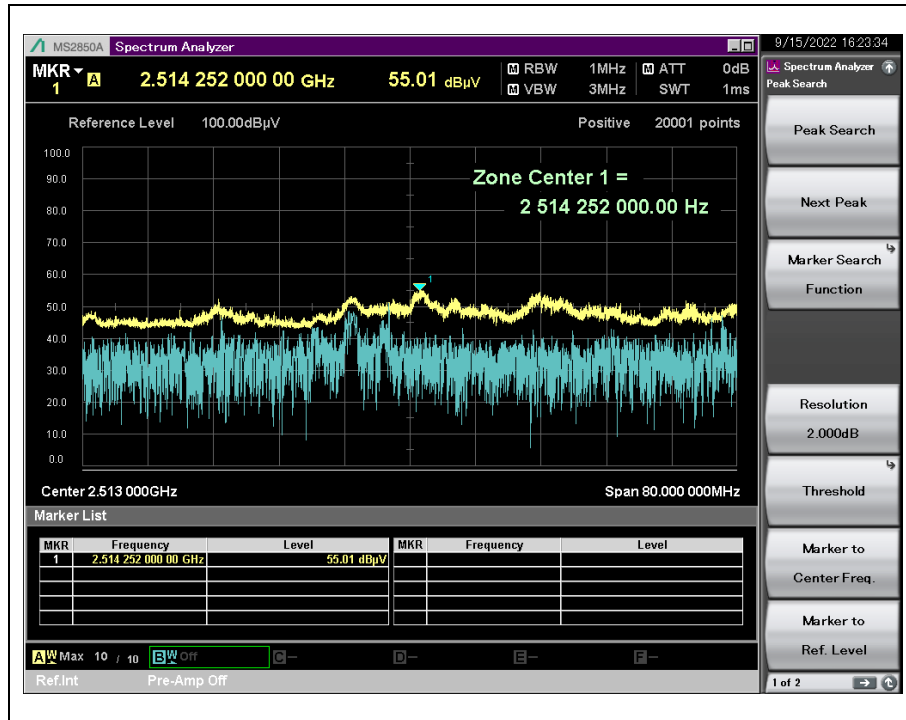 MS2850A Spectrum Analyzer
9/15/2022 16:23:34
MKR 1 A 2.514 252 000 00 GHz 55.01 dBµV
M RBW 1MHz M ATT 0dB
M VBW 3MHz SWT 1ms
Reference Level 100.00dBµV Positive 20001 points
100.0
90.0
80.0
70.0
60.0
50.0
40.0
30.0
20.0
10.0
0.0
Zone Center 1 =
2 514 252 000.00 Hz
1
Center 2.513 000GHz Span 80.000 000MHz
Marker List
MKR Frequency Level MKR Frequency Level
1 2.514 252 000 00 GHz 55.01 dBµV
A W Max 10 / 10 B W Off C - D - E - F -
Ref.Int Pre-Amp Off
Spectrum Analyzer
Peak Search
Peak Search
Next Peak
Marker Search
Function
Resolution
2.000dB
Threshold
Marker to
Center Freq.
Marker to
Ref. Level
1 of 2